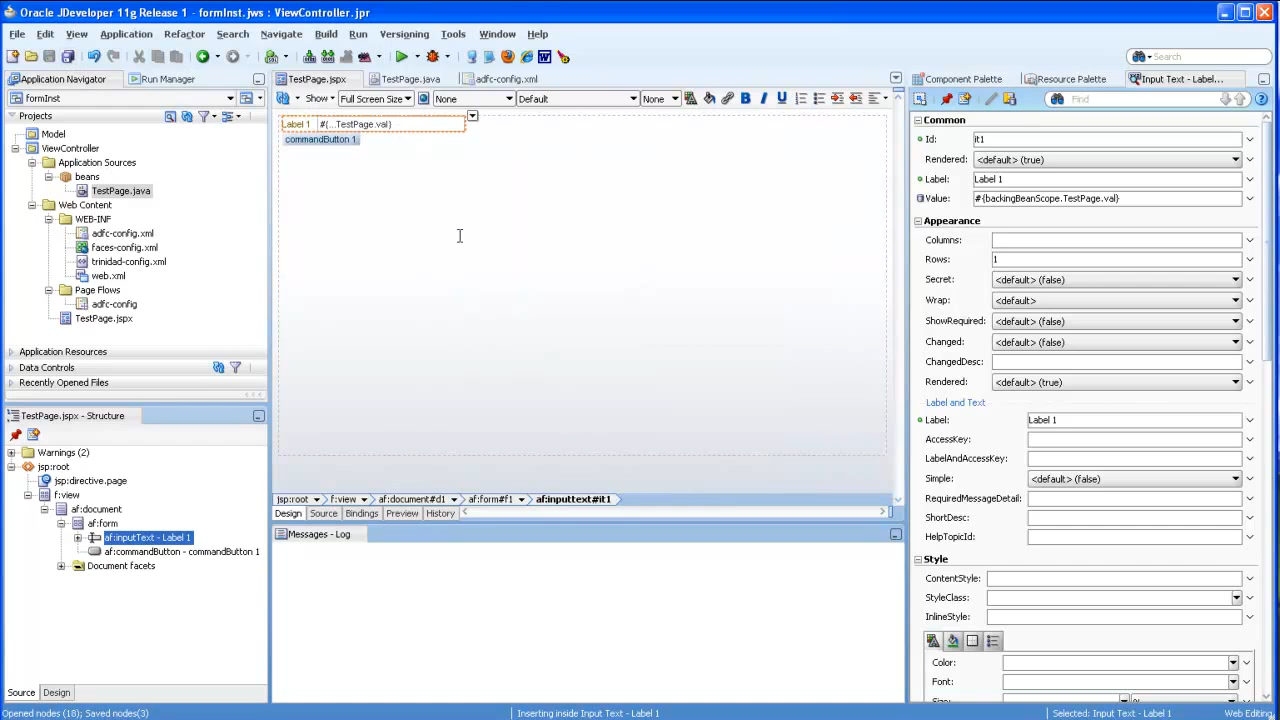 Oracle JDeveloper 11g Release 1 - formInst.jws : ViewController.jpr
File Edit View Application Refactor Search Navigate Build Run Versioning Tools Window Help
Search
Application Navigator Run Manager
formInst
Projects
Model
ViewController
Application Sources
beans
TestPage.java
Web Content
WEB-INF
adfc-config.xml
faces-config.xml
trinidad-config.xml
web.xml
Page Flows
adfc-config
TestPage.jspx
Application Resources
Data Controls
Recently Opened Files
TestPage.jspx - Structure
Warnings (2)
jsp:root
jsp:directive.page
f:view
af:document
af:form
af:inputText - Label 1
af:commandButton - commandButton 1
Document facets
Source Design
TestPage.jspx TestPage.java adfc-config.xml
Show Full Screen Size None Default None B I U
Label 1 #{...TestPage.val}
commandButton 1
jsp:root f:view af:document#d1 af:form#f1 af:inputtext#it1
Design Source Bindings Preview History
Messages - Log
Component Palette Resource Palette Input Text - Label...
Find
Common
Id: it1
Rendered: <default> (true)
Label: Label 1
Value: #{backingBeanScope.TestPage.val}
Appearance
Columns:
Rows: 1
Secret: <default> (false)
Wrap: <default>
ShowRequired: <default> (false)
Changed: <default> (false)
ChangedDesc:
Rendered: <default> (true)
Label and Text
Label: Label 1
AccessKey:
LabelAndAccessKey:
Simple: <default> (false)
RequiredMessageDetail:
ShortDesc:
HelpTopicId:
Style
ContentStyle:
StyleClass:
InlineStyle:
Color:
Font:
%
Opened nodes (18); Saved nodes(3) Inserting inside Input Text - Label 1 Selected: Input Text - Label 1 Web Editing